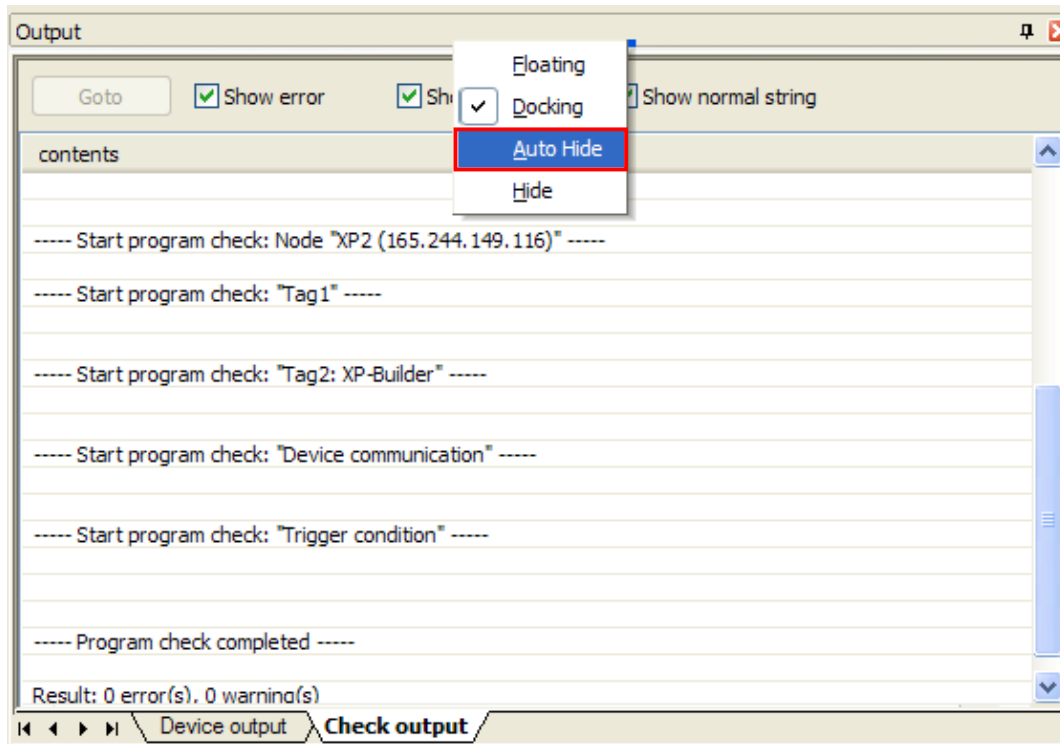 Output
Floating
Goto Show error Docking Show normal string
Auto Hide
contents
Hide
----- Start program check: Node "XP2 (165.244.149.116)" -----
----- Start program check: "Tag1" -----
----- Start program check: "Tag2: XP-Builder" -----
----- Start program check: "Device communication" -----
----- Start program check: "Trigger condition" -----
----- Program check completed -----
Result: 0 error(s), 0 warning(s)
Device output Check output